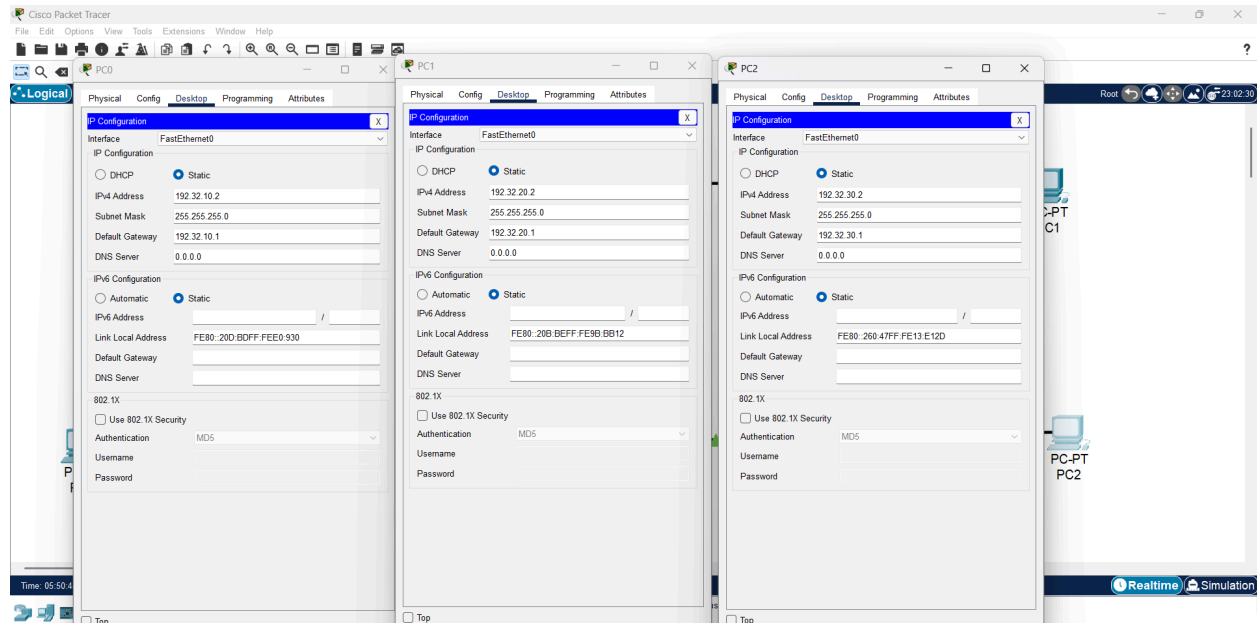 Cisco Packet Tracer
File Edit Options View Tools Extensions Window Help
?
Logical
Root 23:02:30
PC0
Physical Config Desktop Programming Attributes
IP Configuration X
Interface FastEthernet0
IP Configuration
DHCP Static
IPv4 Address 192.32.10.2
Subnet Mask 255.255.255.0
Default Gateway 192.32.10.1
DNS Server 0.0.0.0
IPv6 Configuration
Automatic Static
IPv6 Address /
Link Local Address FE80::20D:BDFF:FEE0:930
Default Gateway
DNS Server
802.1X
Use 802.1X Security
Authentication MD5
Username
Password
Top
PC1
Physical Config Desktop Programming Attributes
IP Configuration X
Interface FastEthernet0
IP Configuration
DHCP Static
IPv4 Address 192.32.20.2
Subnet Mask 255.255.255.0
Default Gateway 192.32.20.1
DNS Server 0.0.0.0
IPv6 Configuration
Automatic Static
IPv6 Address /
Link Local Address FE80::20B:BEFF:FE9B:BB12
Default Gateway
DNS Server
802.1X
Use 802.1X Security
Authentication MD5
Username
Password
Top
PC2
Physical Config Desktop Programming Attributes
IP Configuration X
Interface FastEthernet0
IP Configuration
DHCP Static
IPv4 Address 192.32.30.2
Subnet Mask 255.255.255.0
Default Gateway 192.32.30.1
DNS Server 0.0.0.0
IPv6 Configuration
Automatic Static
IPv6 Address /
Link Local Address FE80::260:47FF:FE13:E12D
Default Gateway
DNS Server
802.1X
Use 802.1X Security
Authentication MD5
Username
Password
Top
C-PT
C1
PC-PT
PC2
Time: 05:50:4
Realtime Simulation